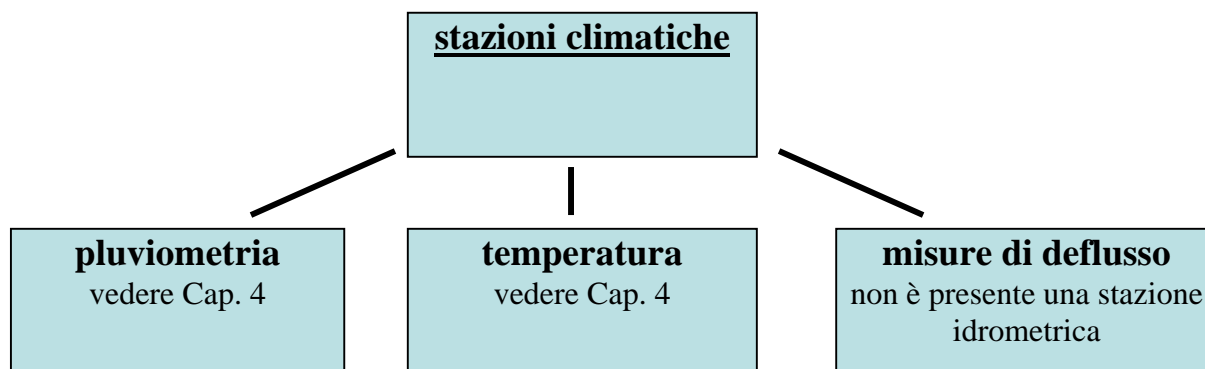 stazioni climatiche
pluviometria
vedere Cap. 4
temperatura
vedere Cap. 4
misure di deflusso
non è presente una stazione
idrometrica